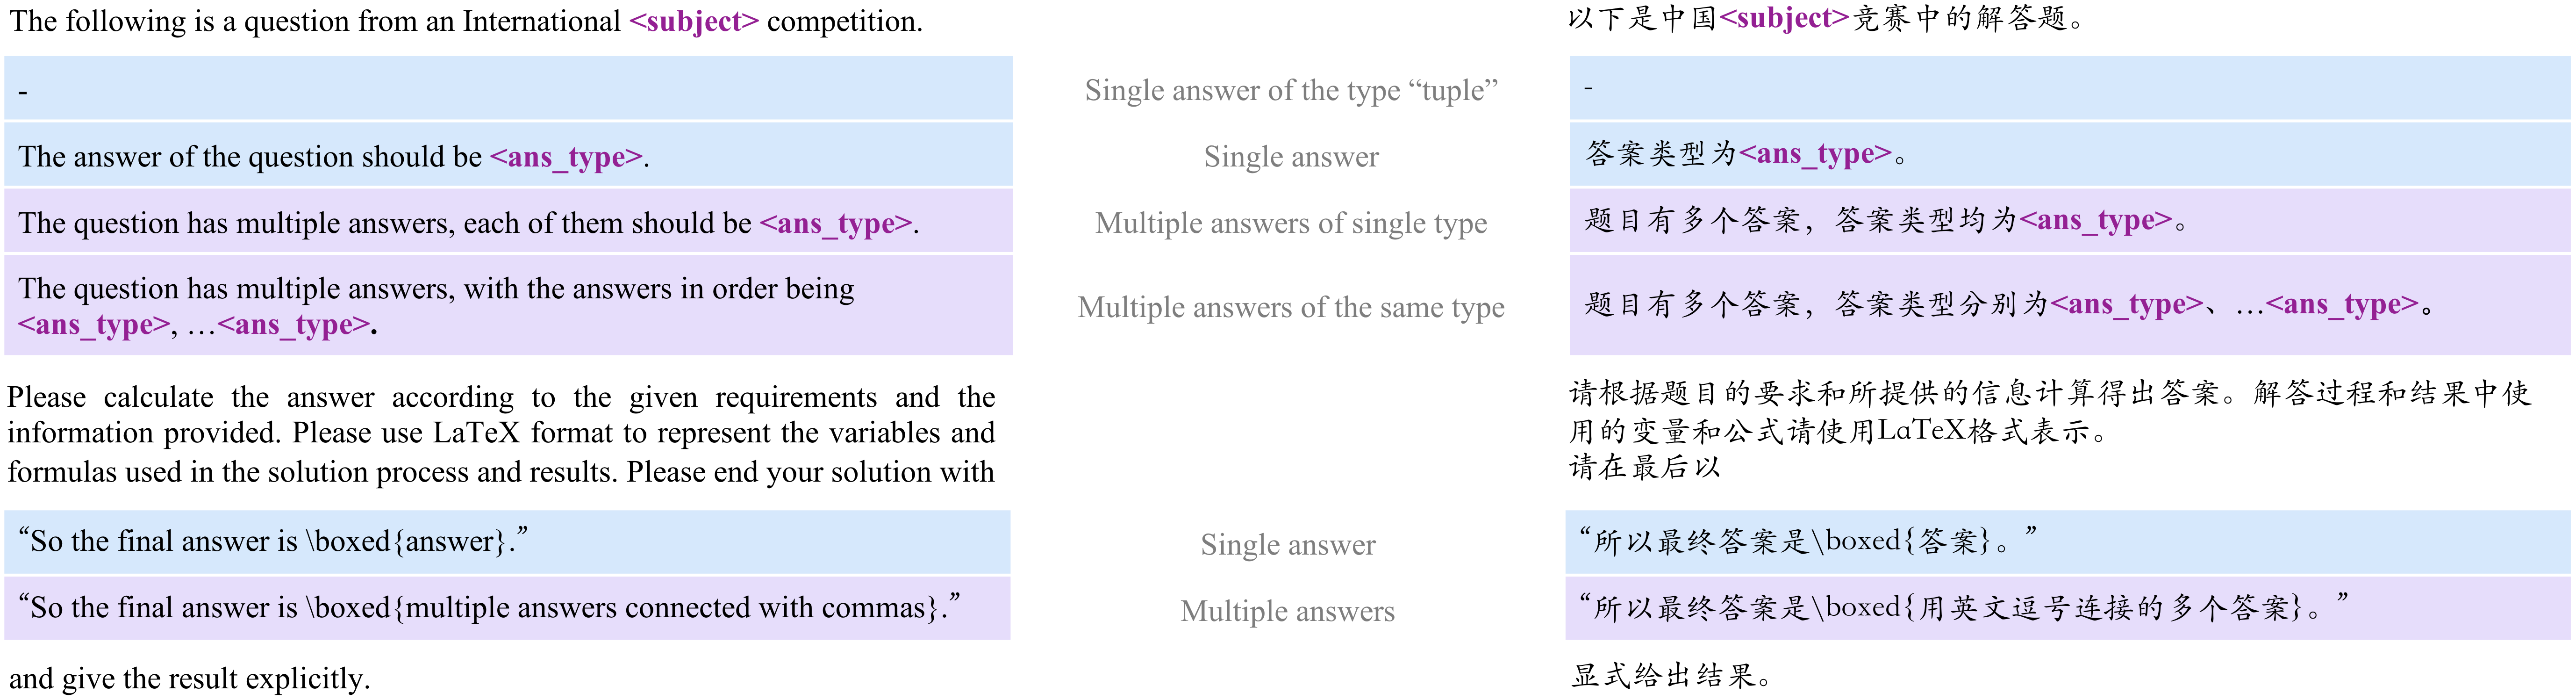 The following is a question from an International <subject> competition.
-
The answer of the question should be <ans_type>.
The question has multiple answers, each of them should be <ans_type>.
The question has multiple answers, with the answers in order being
<ans_type>, …<ans_type>.
Please calculate the answer according to the given requirements and the
information provided. Please use LaTeX format to represent the variables and
formulas used in the solution process and results. Please end your solution with
“So the final answer is \boxed{answer}.”
“So the final answer is \boxed{multiple answers connected with commas}.”
and give the result explicitly.
Single answer of the type “tuple”
Single answer
Multiple answers of single type
Multiple answers of the same type
Single answer
Multiple answers
以下是中国<subject>竞赛中的解答题。
-
答案类型为<ans_type>。
题目有多个答案，答案类型均为<ans_type>。
题目有多个答案，答案类型分别为<ans_type>、…<ans_type>。
请根据题目的要求和所提供的信息计算得出答案。解答过程和结果中使
用的变量和公式请使用LaTeX格式表示。
请在最后以
“所以最终答案是\boxed{答案}。”
“所以最终答案是\boxed{用英文逗号连接的多个答案}。”
显式给出结果。